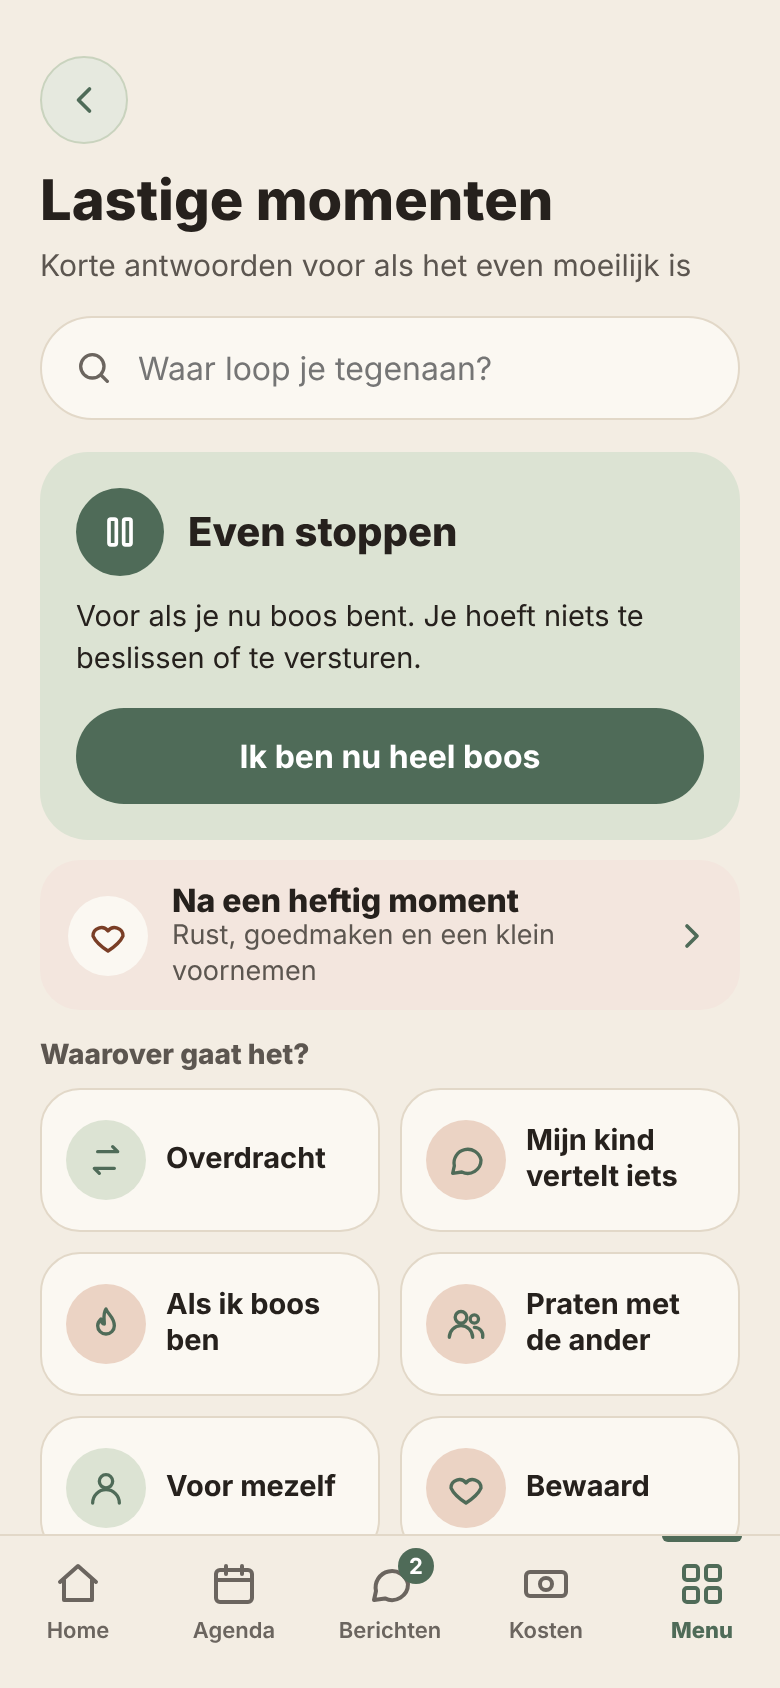 Lastige momenten
Korte antwoorden voor als het even moeilijk is
Waar loop je tegenaan?
Even stoppen
Voor als je nu boos bent. Je hoeft niets te
beslissen of te versturen.
Ik ben nu heel boos
Na een heftig moment
Rust, goedmaken en een klein
voornemen
Waarover gaat het?
Overdracht
Mijn kind
vertelt iets
Als ik boos
ben
Praten met
de ander
Voor mezelf
Bewaard
2
Home
Agenda
Berichten
Kosten
Menu